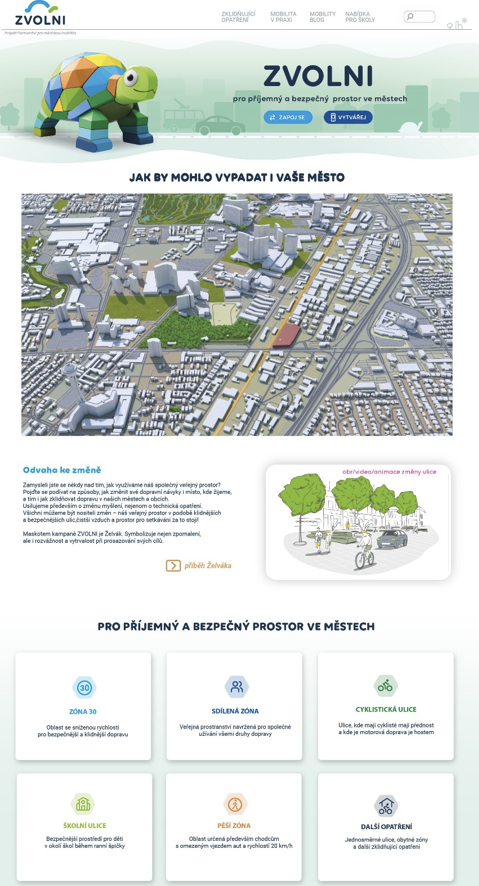 ZVOLNI
Projekt Partnerství pro městskou mobilitu
ZKLIDŇUJÍCÍ
OPATŘENÍ
MOBILITA
V PRAXI
MOBILITY
BLOG
NABÍDKA
PRO ŠKOLY
ZVOLNI
pro příjemný a bezpečný prostor ve městech
ZAPOJ SE
VYTVÁŘEJ
JAK BY MOHLO VYPADAT I VAŠE MĚSTO
Odvaha ke změně
Zamysleli jste se někdy nad tím, jak využíváme náš společný veřejný prostor?
Pojďte se podívat na způsoby, jak změnit své dopravní návyky i místo, kde žijeme,
a tím i jak zklidňovat dopravu v našich městech a obcích.
Usilujeme především o změnu myšlení, nejenom o technická opatření.
Všichni můžeme být nositeli změn – náš veřejný prostor v podobě klidnějších
a bezpečnějších ulic,čistší vzduch a prostor pro setkávání za to stojí!
Maskotem kampaně ZVOLNI je Želvák. Symbolizuje nejen zpomalení,
ale i rozvážnost a vytrvalost při prosazování svých cílů.
příběh Želváka
obr/video/animace změny ulice
PRO PŘÍJEMNÝ A BEZPEČNÝ PROSTOR VE MĚSTECH
30
ZÓNA 30
Oblast se sníženou rychlostí
pro bezpečnější a klidnější dopravu
SDÍLENÁ ZÓNA
Veřejná prostranství navržená pro společné
užívání všemi druhy dopravy
CYKLISTICKÁ ULICE
Ulice, kde mají cyklisté mají přednost
a kde je motorová doprava je hostem
ŠKOLNÍ ULICE
Bezpečnější prostředí pro děti
v okolí škol během ranní špičky
PĚŠÍ ZÓNA
Oblast určená především chodcům
s omezeným vjezdem aut a rychlostí 20 km/h
DALŠÍ OPATŘENÍ
Jednosměrné ulice, obytné zóny
a další zklidňující opatření